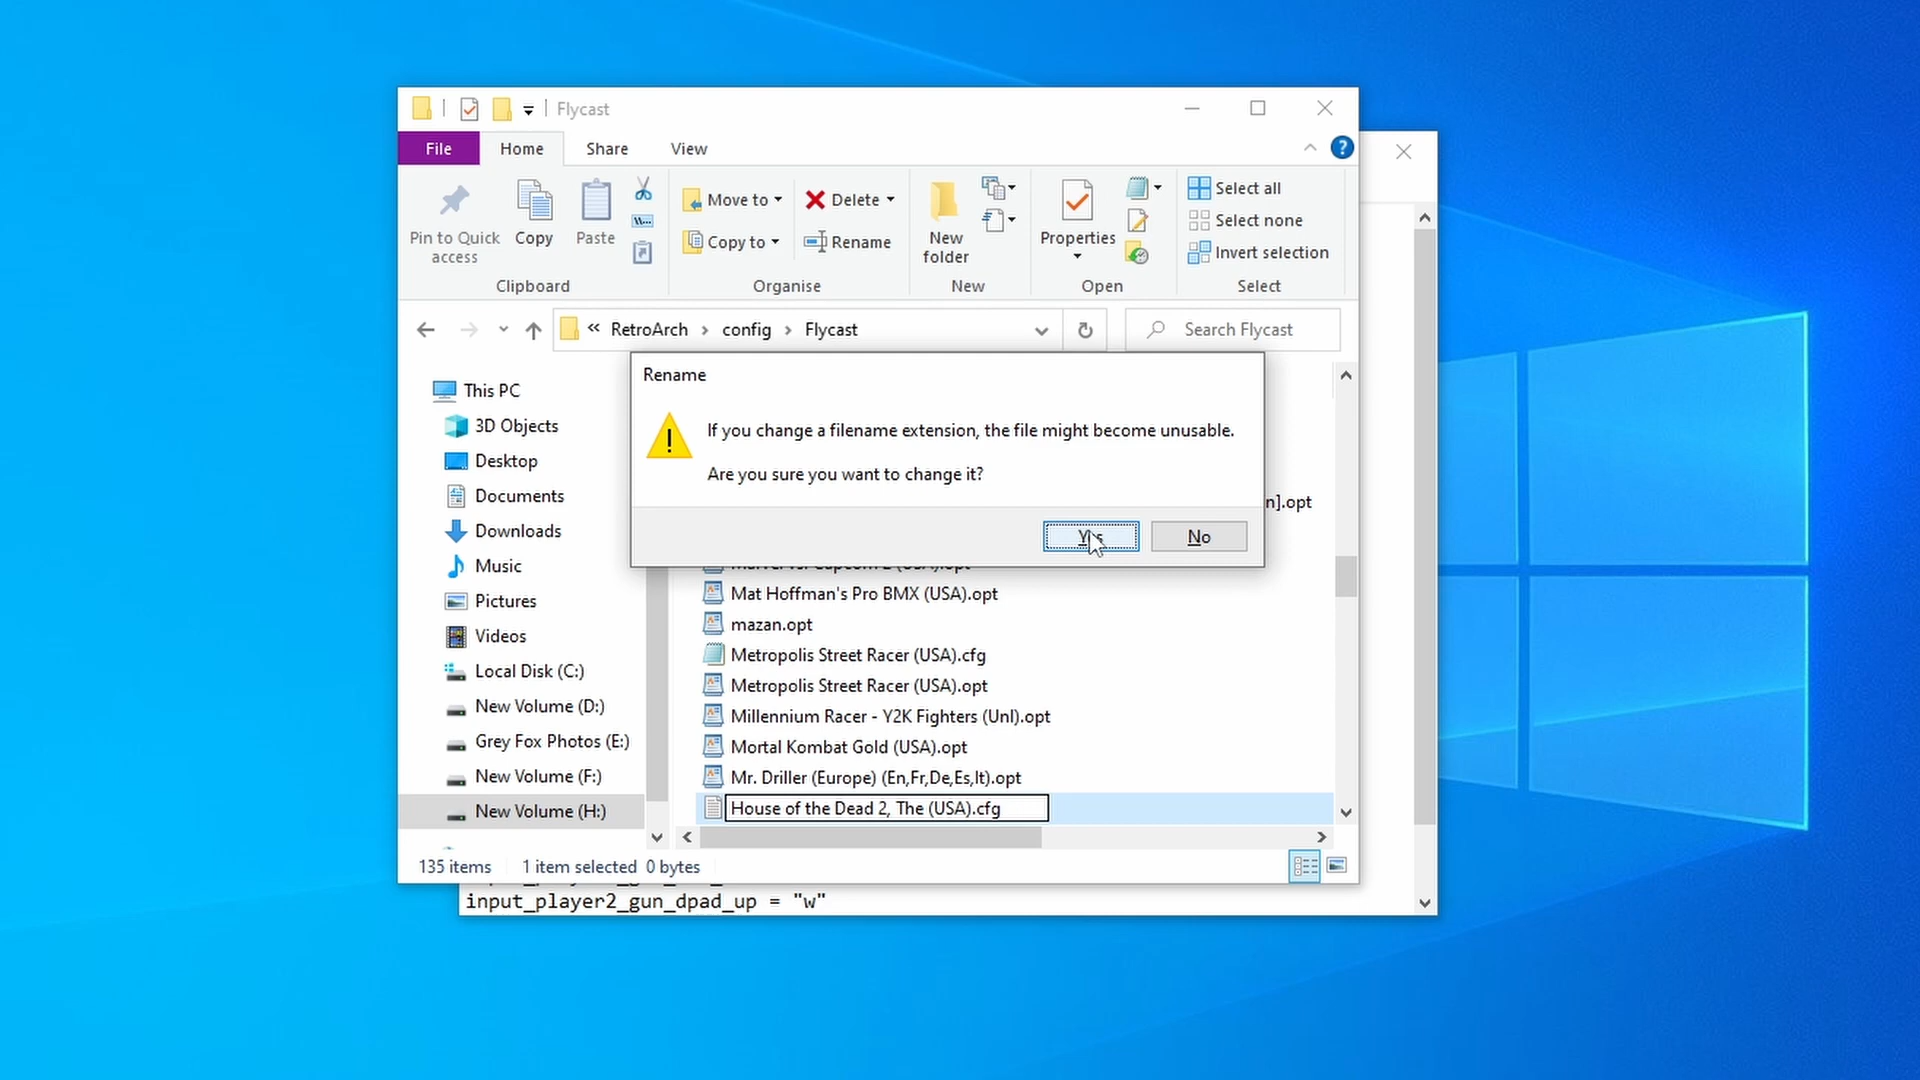 Flycast
File
Home
Share
View
Pin to Quick access
Copy
Paste
Move to
Copy to
Delete
Rename
New folder
Properties
Select all
Select none
Invert selection
Clipboard
Organise
New
Open
Select
« RetroArch > config > Flycast
Search Flycast
This PC
3D Objects
Desktop
Documents
Downloads
Music
Pictures
Videos
Local Disk (C:)
New Volume (D:)
Grey Fox Photos (E:)
New Volume (F:)
New Volume (H:)
Rename
If you change a filename extension, the file might become unusable.
Are you sure you want to change it?
Yes
No
n].opt
Mat Hoffman's Pro BMX (USA).opt
mazan.opt
Metropolis Street Racer (USA).cfg
Metropolis Street Racer (USA).opt
Millennium Racer - Y2K Fighters (Unl).opt
Mortal Kombat Gold (USA).opt
Mr. Driller (Europe) (En,Fr,De,Es,It).opt
House of the Dead 2, The (USA).cfg
135 items
1 item selected 0 bytes
input_player2_gun_dpad_up = "w"